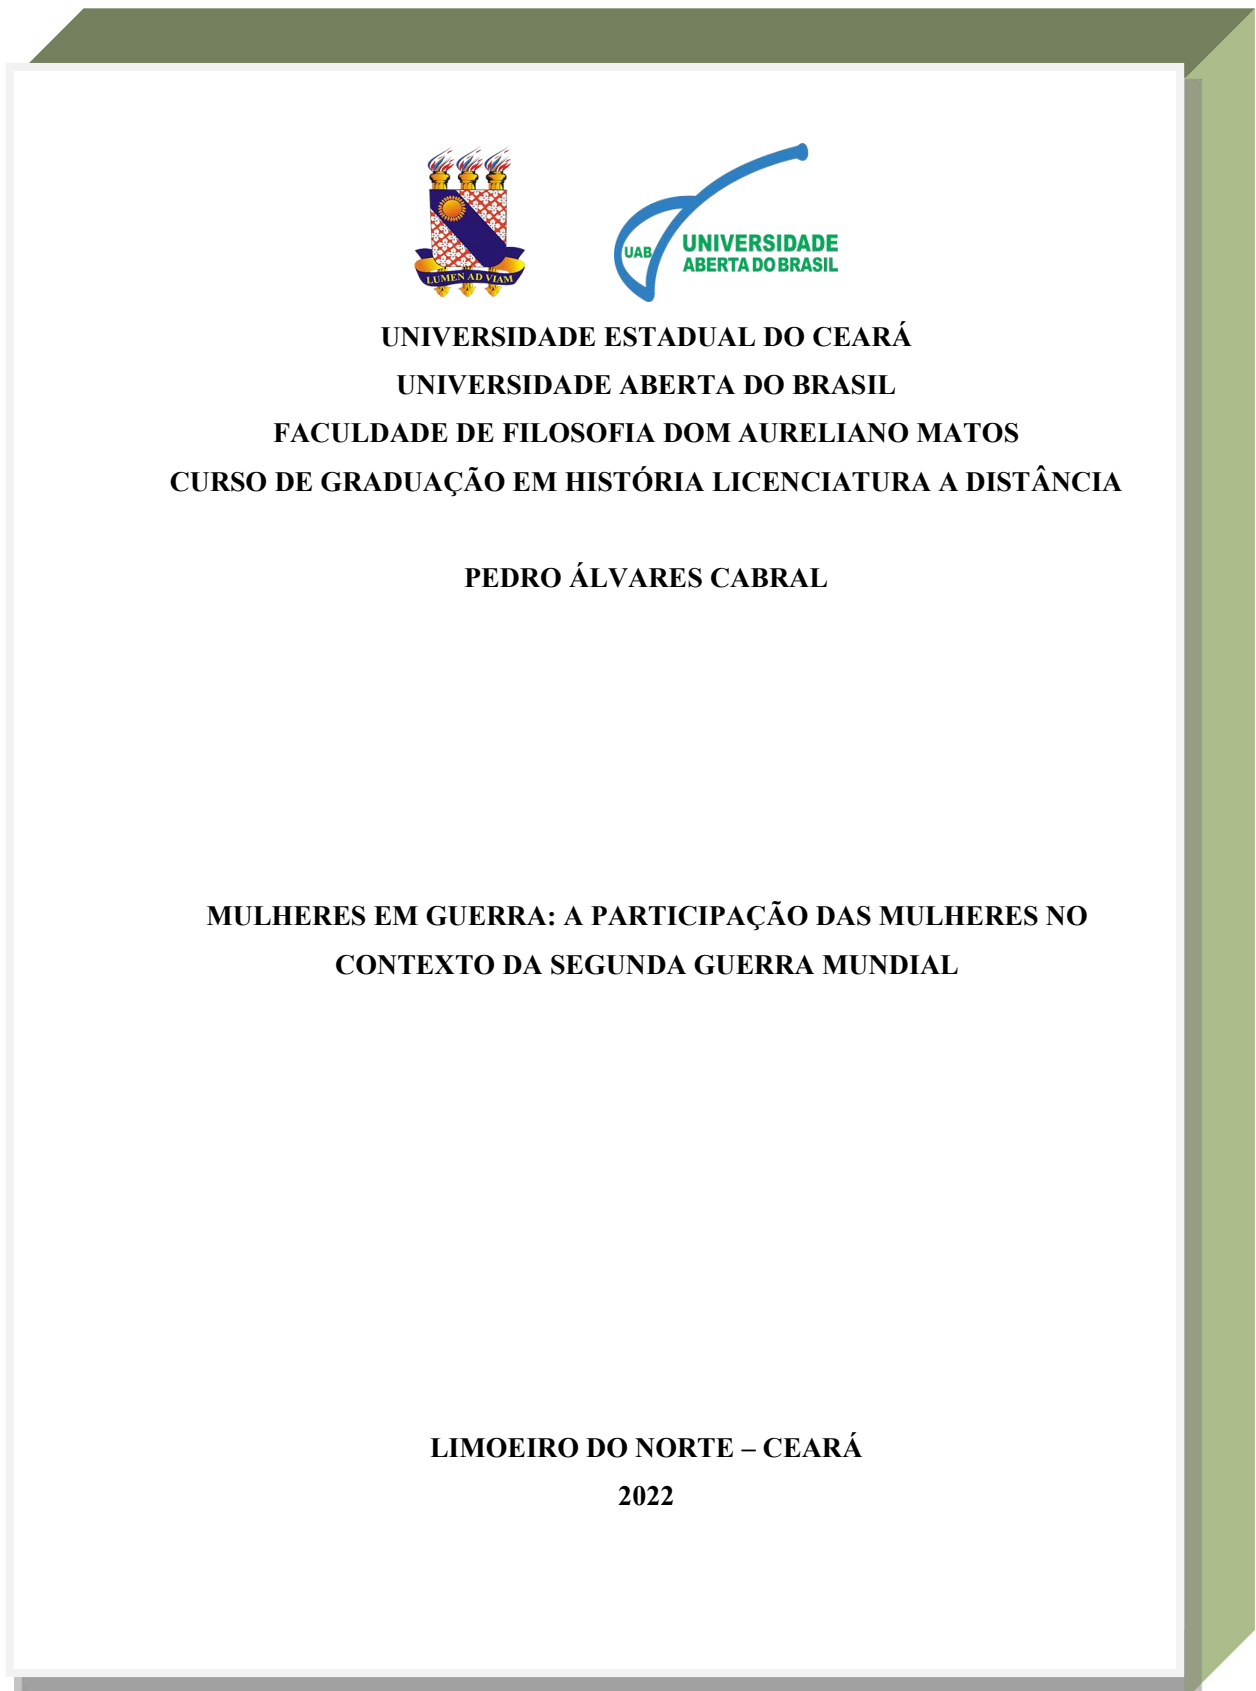 LUMEN AD VIAM
UAB
UNIVERSIDADE
ABERTA DO BRASIL
UNIVERSIDADE ESTADUAL DO CEARÁ
UNIVERSIDADE ABERTA DO BRASIL
FACULDADE DE FILOSOFIA DOM AURELIANO MATOS
CURSO DE GRADUAÇÃO EM HISTÓRIA LICENCIATURA A DISTÂNCIA
PEDRO ÁLVARES CABRAL
MULHERES EM GUERRA: A PARTICIPAÇÃO DAS MULHERES NO
CONTEXTO DA SEGUNDA GUERRA MUNDIAL
LIMOEIRO DO NORTE – CEARÁ
2022